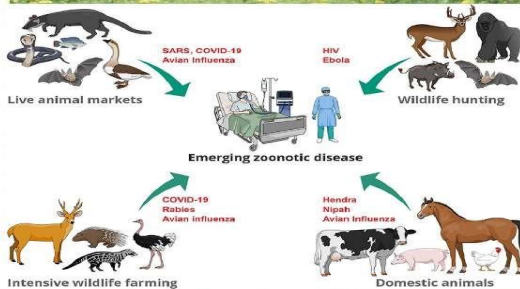 SARS, COVID-19
Avian Influenza
HIV
Ebola
Live animal markets
Wildlife hunting
Emerging zoonotic disease
COVID-19
Rabies
Avian influenza
Hendra
Nipah
Avian Influenza
Intensive wildlife farming
Domestic animals